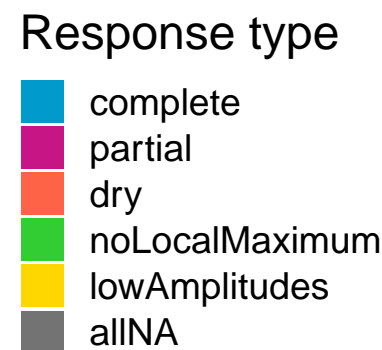 Response type
complete
partial
dry
noLocalMaximum
lowAmplitudes
allNA